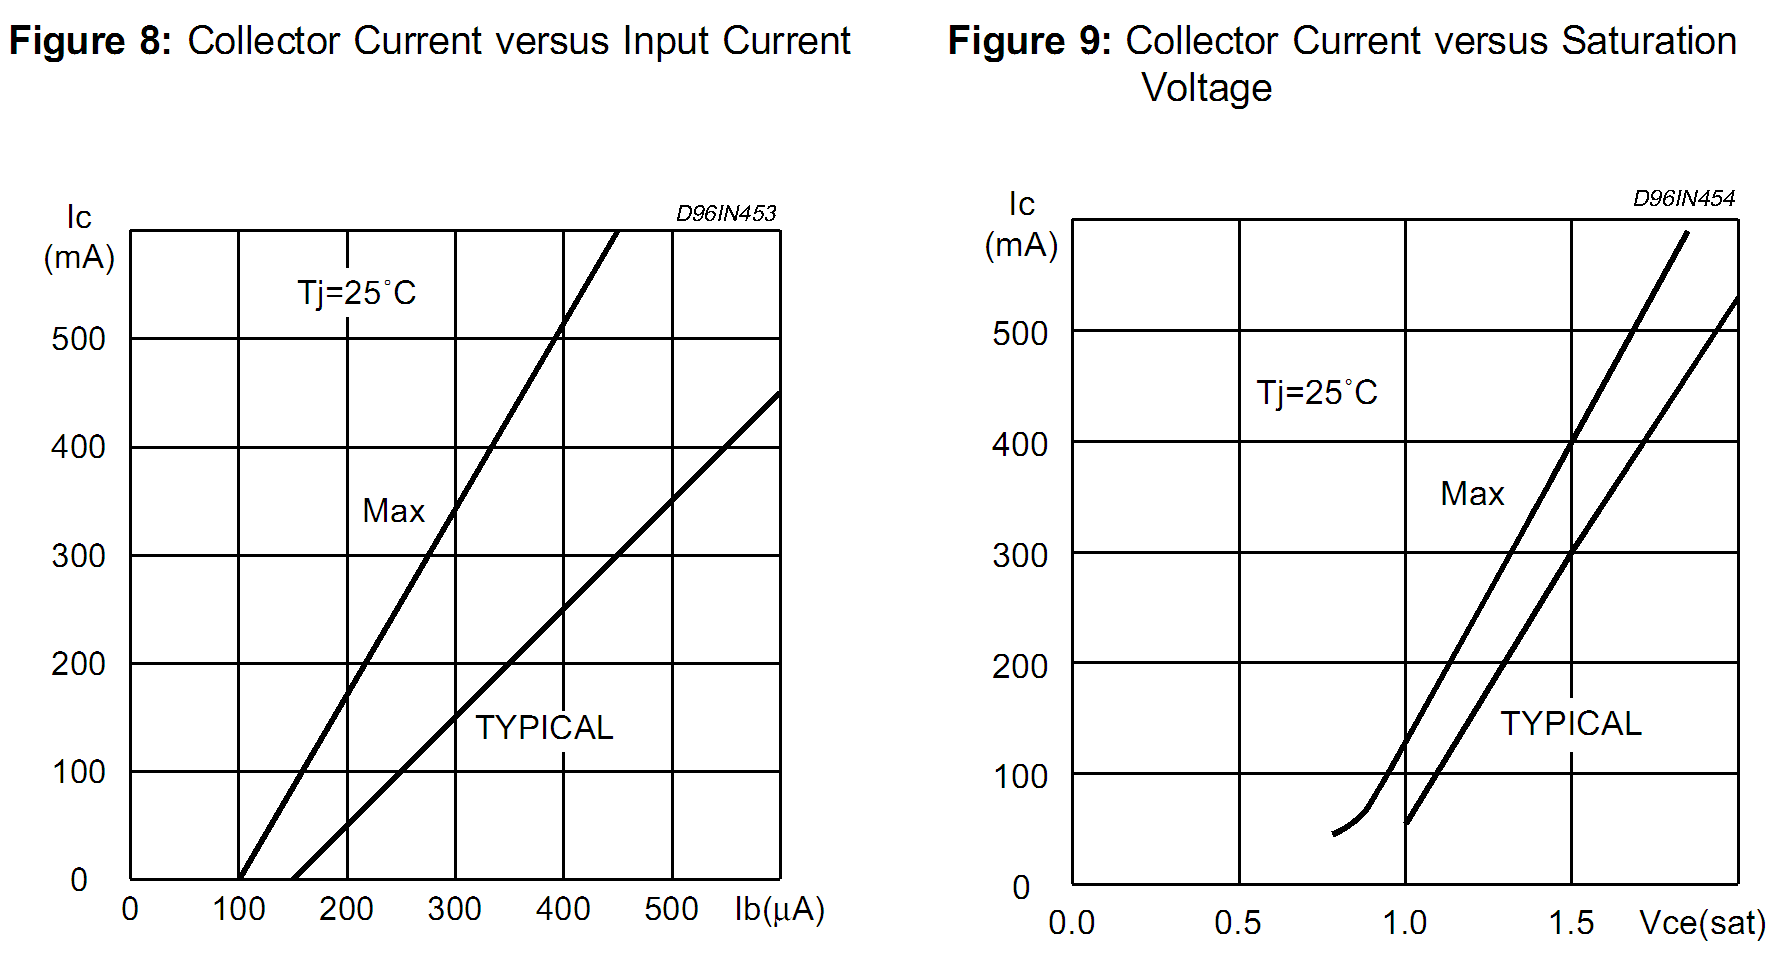 Figure 8: Collector Current versus Input Current
Ic
(mA)
D96IN453
Tj=25°C
500
400
Max
300
200
TYPICAL
100
0
0 100 200 300 400 500 Ib(μA)
Figure 9: Collector Current versus Saturation
Voltage
Ic
(mA)
D96IN454
500
Tj=25°C
400
Max
300
200
TYPICAL
100
0
0.0 0.5 1.0 1.5 Vce(sat)